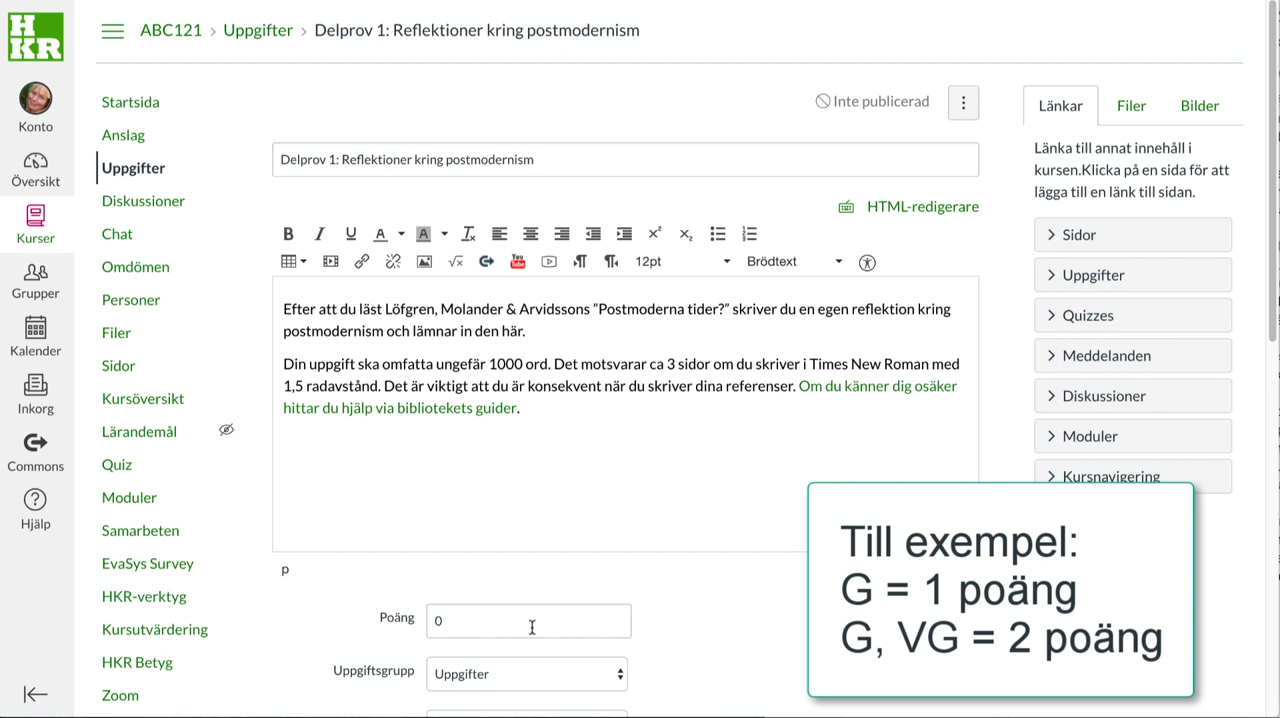 HKR
ABC121 > Uppgifter > Delprov 1: Reflektioner kring postmodernism
Konto
Översikt
Kurser
Grupper
Kalender
Inkorg
Commons
Hjälp
Startsida
Anslag
Uppgifter
Diskussioner
Chat
Omdömen
Personer
Filer
Sidor
Kursöversikt
Lärandemål
Quiz
Moduler
Samarbeten
EvaSys Survey
HKR-verktyg
Kursutvärdering
HKR Betyg
Zoom
Inte publicerad
Delprov 1: Reflektioner kring postmodernism
HTML-redigerare
12pt Brödtext
Efter att du läst Löfgren, Molander & Arvidssons ”Postmoderna tider?” skriver du en egen reflektion kring
postmodernism och lämnar in den här.
Din uppgift ska omfatta ungefär 1000 ord. Det motsvarar ca 3 sidor om du skriver i Times New Roman med
1,5 radavstånd. Det är viktigt att du är konsekvent när du skriver dina referenser. Om du känner dig osäker
hittar du hjälp via bibliotekets guider.
p
Poäng 0
Uppgiftsgrupp Uppgifter
Länkar Filer Bilder
Länka till annat innehåll i
kursen.Klicka på en sida för att
lägga till en länk till sidan.
Sidor
Uppgifter
Quizzes
Meddelanden
Diskussioner
Moduler
Kursnavigering
Till exempel:
G = 1 poäng
G, VG = 2 poäng